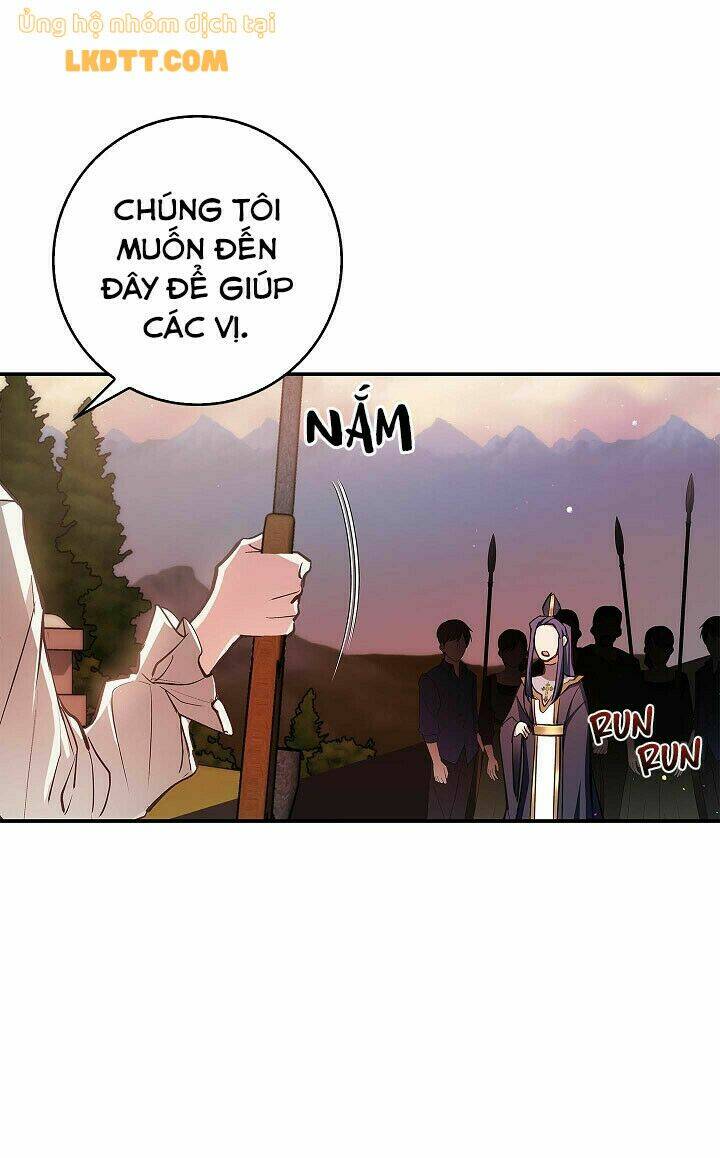 Ủng hộ nhóm dịch tại
LKDTT.COM
CHÚNG TÔI
MUỐN ĐẾN
ĐÂY ĐỂ GIÚP
CÁC VỊ.
NẮM
RUN
RUN